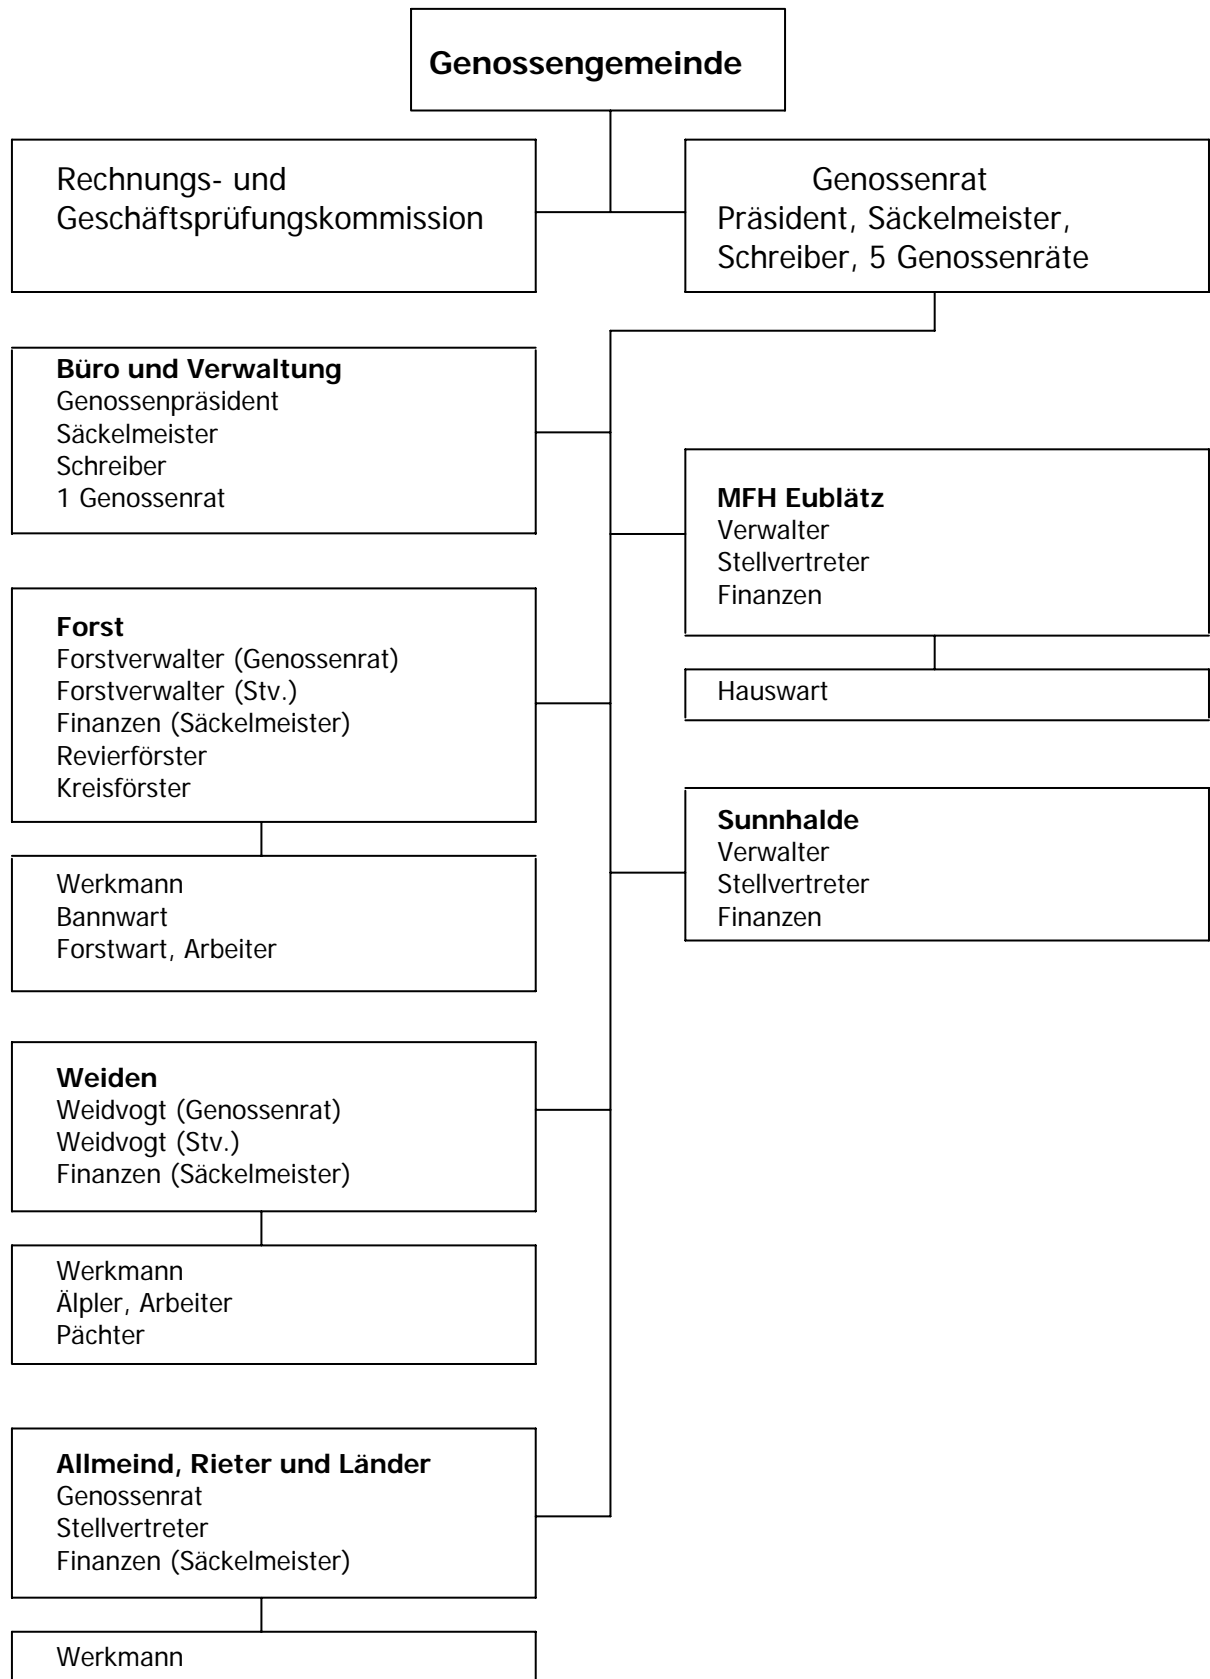 Genossengemeinde
Rechnungs- und
Geschäftsprüfungskommission
Genossenrat
Präsident, Säckelmeister,
Schreiber, 5 Genossenräte
Büro und Verwaltung
Genossenpräsident
Säckelmeister
Schreiber
1 Genossenrat
MFH Eublätz
Verwalter
Stellvertreter
Finanzen
Hauswart
Forst
Forstverwalter (Genossenrat)
Forstverwalter (Stv.)
Finanzen (Säckelmeister)
Revierförster
Kreisförster
Werkmann
Bannwart
Forstwart, Arbeiter
Sunnhalde
Verwalter
Stellvertreter
Finanzen
Weiden
Weidvogt (Genossenrat)
Weidvogt (Stv.)
Finanzen (Säckelmeister)
Werkmann
Älpler, Arbeiter
Pächter
Allmeind, Rieter und Länder
Genossenrat
Stellvertreter
Finanzen (Säckelmeister)
Werkmann